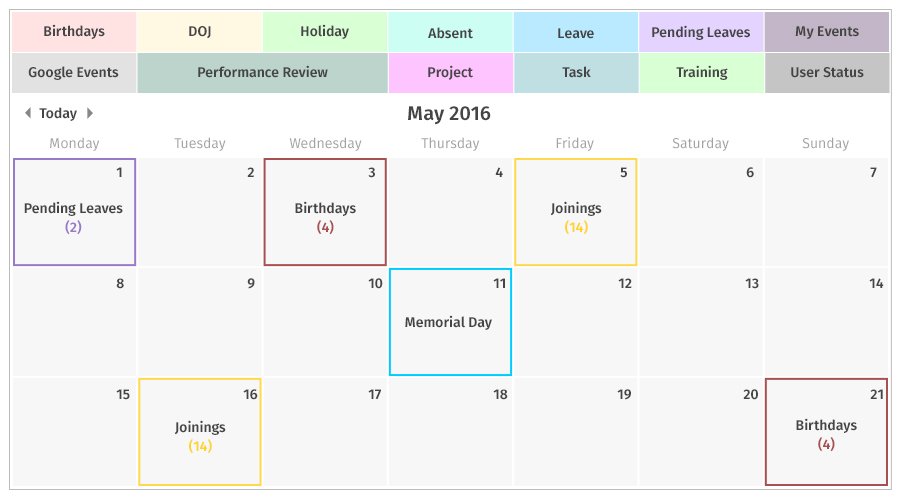 Birthdays DOJ Holiday Absent Leave Pending Leaves My Events
Google Events Performance Review Project Task Training User Status
Today May 2016
Monday Tuesday Wednesday Thursday Friday Saturday Sunday
1 2 3 4 5 6 7
Pending Leaves Birthdays Joinings
(2) (4) (14)
8 9 10 11 12 13 14
Memorial Day
15 16 17 18 19 20 21
Joinings Birthdays
(14) (4)